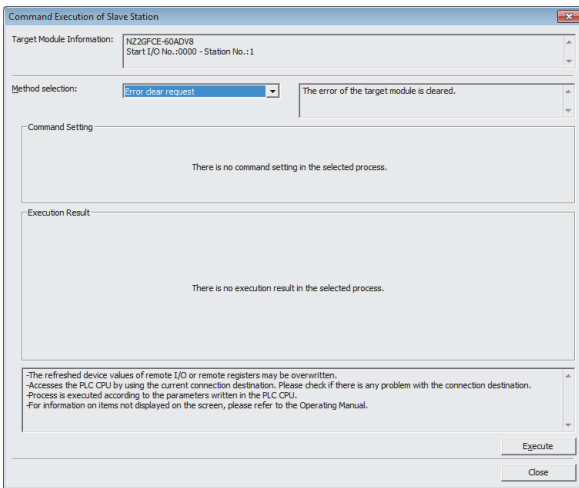 Command Execution of Slave Station
Target Module Information:
NZ2GFCE-60ADV8
Start I/O No.:0000 - Station No.:1
Method selection:
Error clear request
The error of the target module is cleared.
Command Setting
There is no command setting in the selected process.
Execution Result
There is no execution result in the selected process.
-The refreshed device values of remote I/O or remote registers may be overwritten.
-Accesses the PLC CPU by using the current connection destination. Please check if there is any problem with the connection destination.
-Process is executed according to the parameters written in the PLC CPU.
-For information on items not displayed on the screen, please refer to the Operating Manual.
Execute
Close